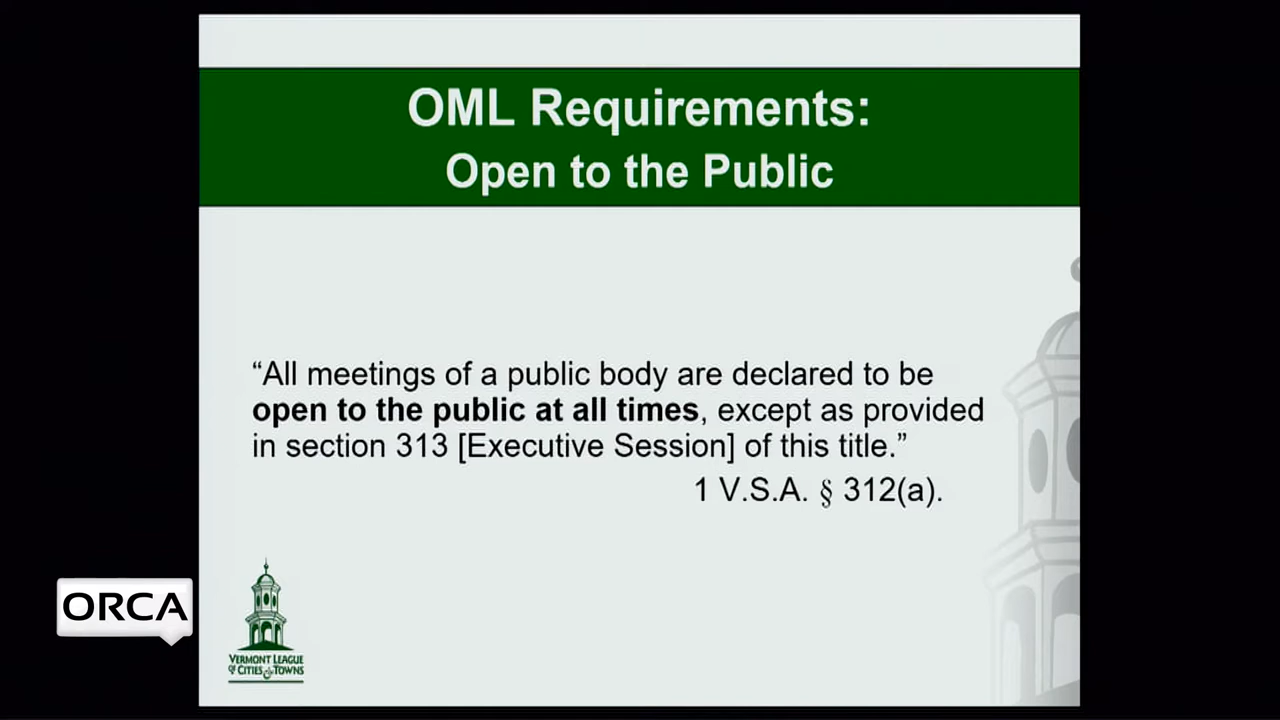 OML Requirements:
Open to the Public
“All meetings of a public body are declared to be
open to the public at all times, except as provided
in section 313 [Executive Session] of this title.”
1 V.S.A. § 312(a).
ORCA
VERMONT LEAGUE
OF CITIES & TOWNS